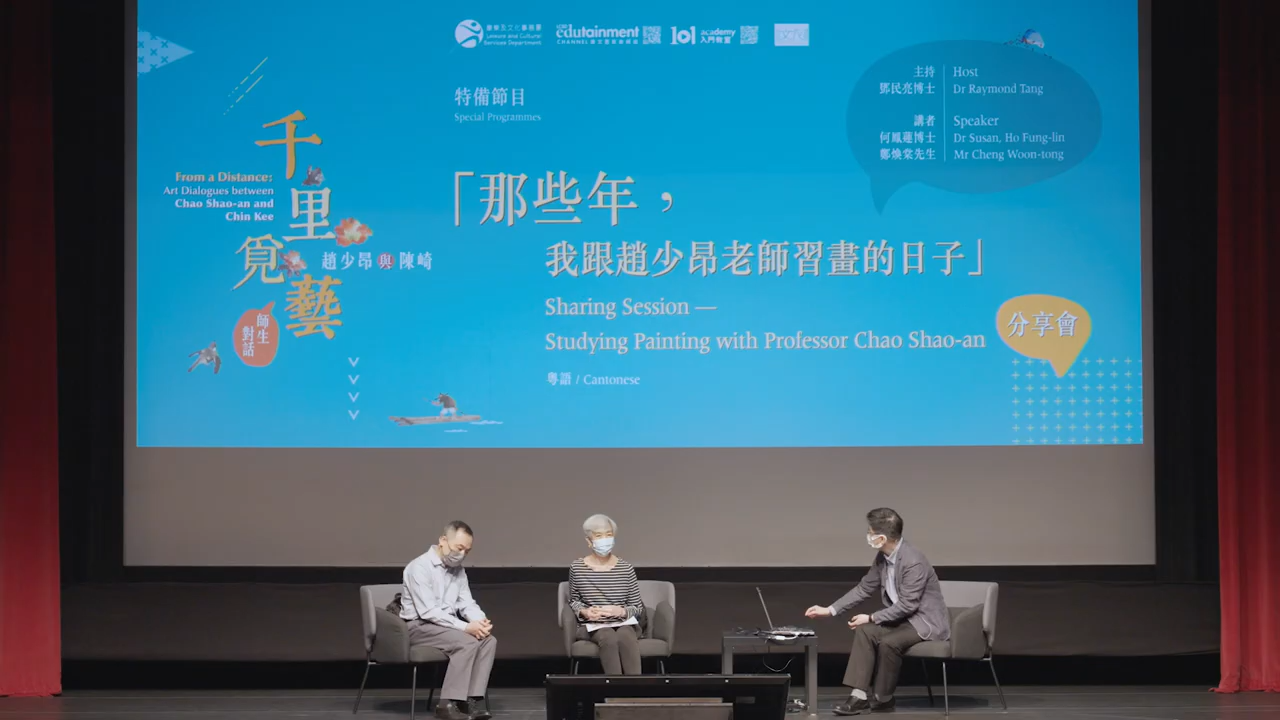 康樂及文化事務署
Leisure and Cultural
Services Department
edutainment
CHANNEL
101 academy
入門教室
特備節目
Special Programmes
主持 Host
鄧民亮博士 Dr Raymond Tang
講者 Speaker
何鳳蓮博士 Dr Susan, Ho Fung-lin
鄭煥棠先生 Mr Cheng Woon-tong
千里覓藝
From a Distance:
Art Dialogues between
Chao Shao-an and
Chin Kee
趙少昂與陳崎
師生
對話
「那些年，
我跟趙少昂老師習畫的日子」
Sharing Session —
Studying Painting with Professor Chao Shao-an
分享會
粵語 / Cantonese